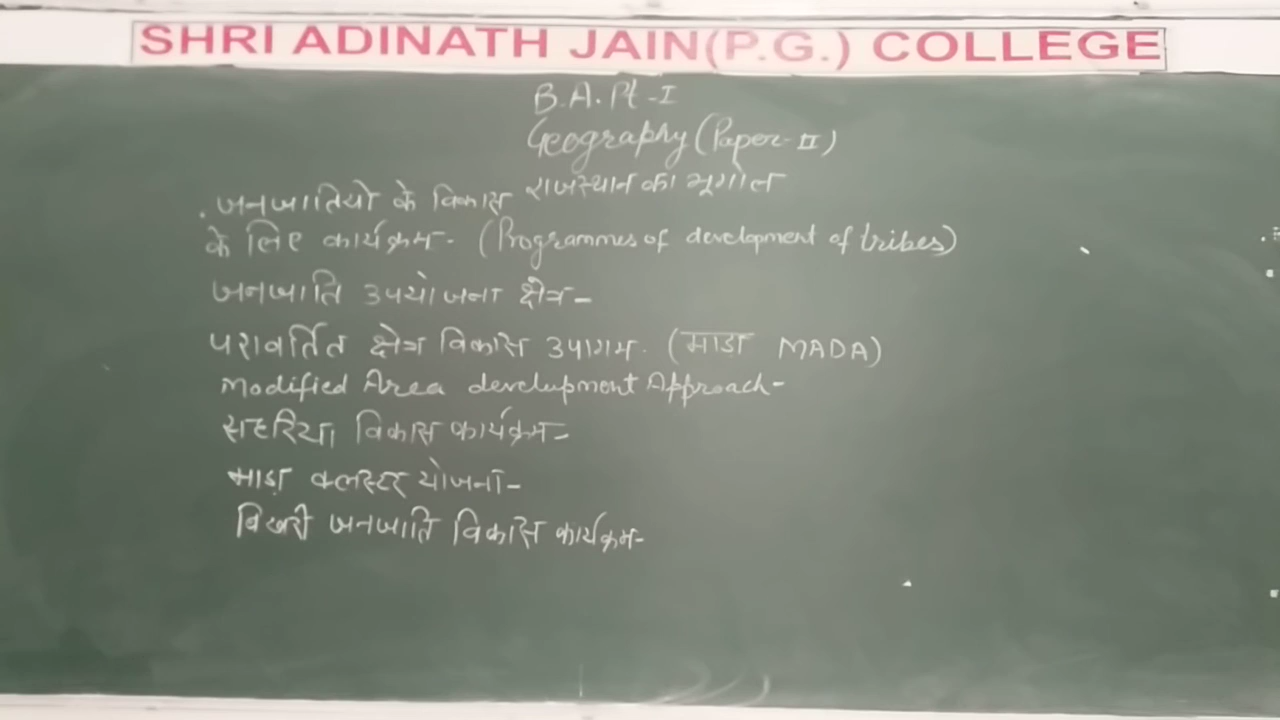 SHRI ADINATH JAIN(P.G.) COLLEGE
B.A. Pt-I
Geography (Paper-II)
राजस्थान का भूगोल
. जनजातियों के विकास
के लिए कार्यक्रम- (Programmes of development of tribes)
जनजाति उपयोजना क्षेत्र-
परावर्तित क्षेत्र विकास उपागम- (माडा MADA)
Modified Area development Approach-
सहरिया विकास कार्यक्रम-
माडा क्लस्टर योजना-
बिखरी जनजाति विकास कार्यक्रम-